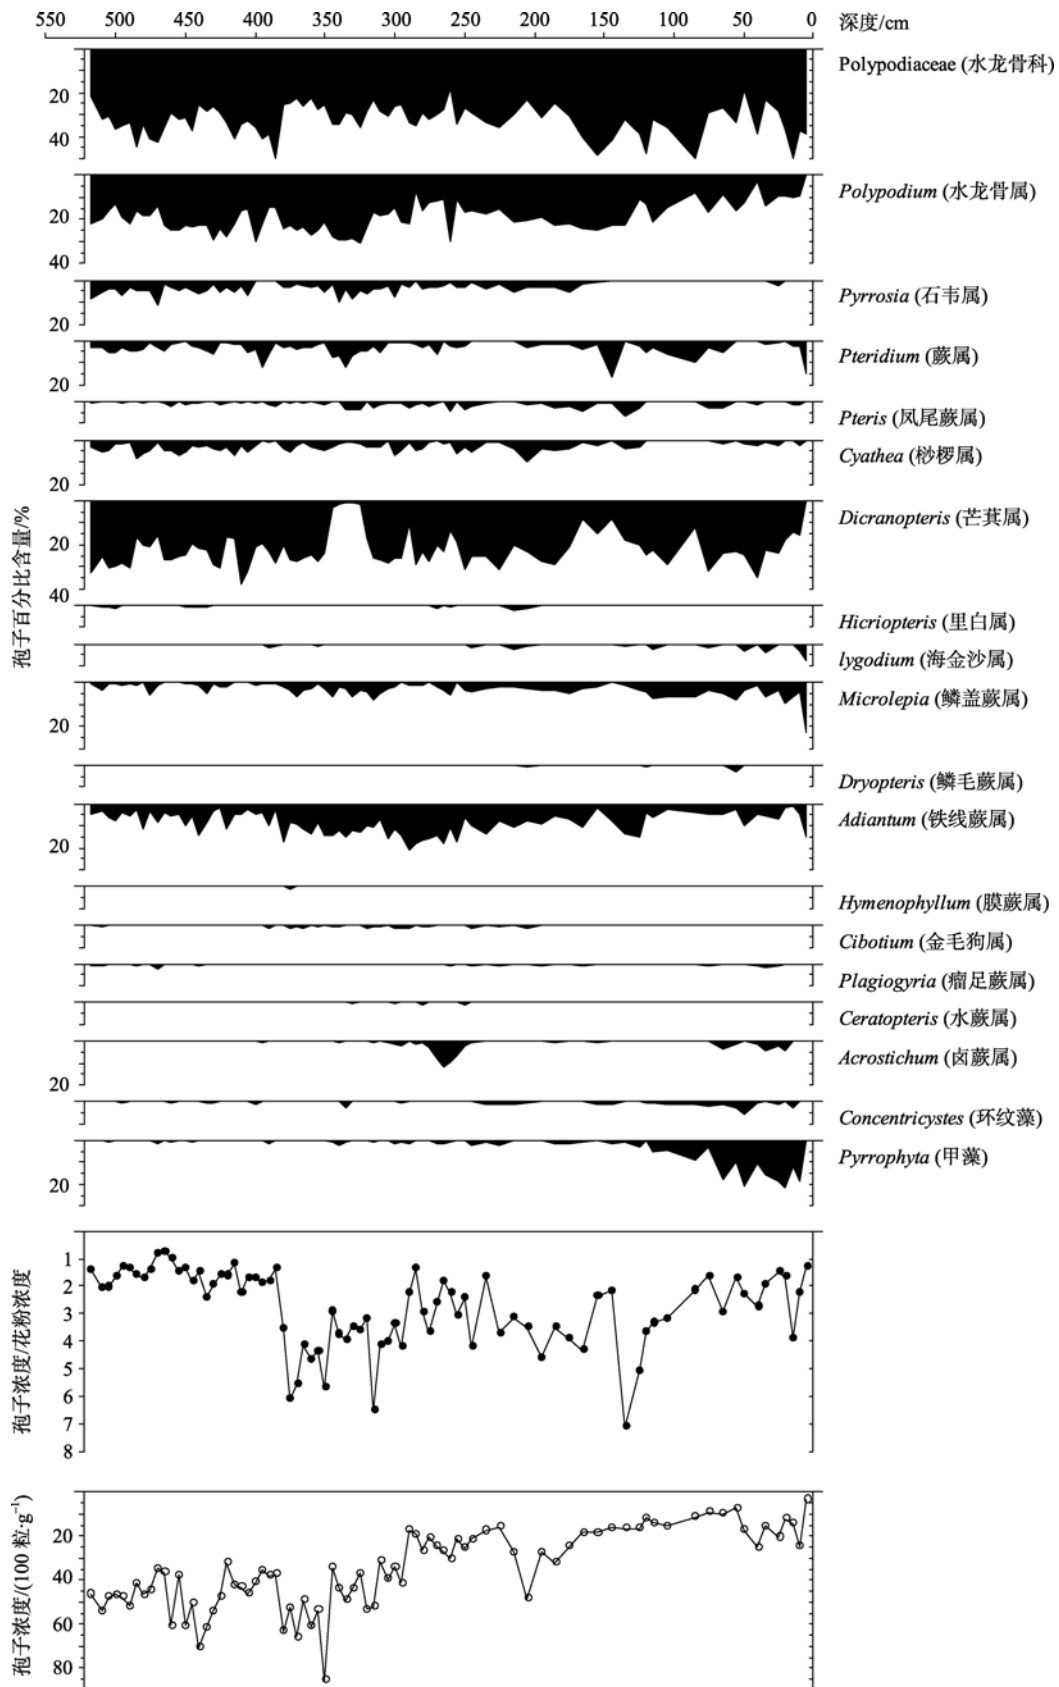 550 500 450 400 350 300 250 200 150 100 50 0 深度/cm
Polypodiaceae (水龙骨科)
20
40
Polypodium (水龙骨属)
20
40
Pyrrosia (石韦属)
20
Pteridium (蕨属)
20
Pteris (凤尾蕨属)
Cyathea (桫椤属)
20
孢子百分比含量/%
Dicranopteris (芒萁属)
20
40
Hicriopteris (里白属)
lygodium (海金沙属)
Microlepia (鳞盖蕨属)
20
Dryopteris (鳞毛蕨属)
Adiantum (铁线蕨属)
20
Hymenophyllum (膜蕨属)
Cibotium (金毛狗属)
Plagiogyria (瘤足蕨属)
Ceratopteris (水蕨属)
Acrostichum (卤蕨属)
20
Concentricystes (环纹藻)
Pyrrophyta (甲藻)
20
孢子浓度/花粉浓度
1
2
3
4
5
6
7
8
孢子浓度/(100 粒·g⁻¹)
20
40
60
80